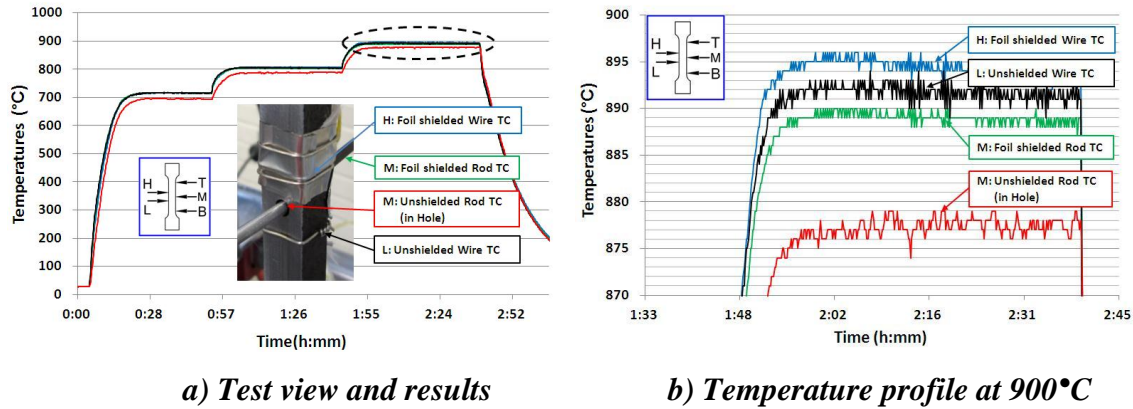 1000
900
800
700
600
500
400
300
200
100
0
Temperatures (°C)
0:00
0:28
0:57
1:26
1:55
2:24
2:52
Time(h:mm)
H
L
T
M
B
H: Foil shielded Wire TC
M: Foil shielded Rod TC
M: Unshielded Rod TC
(in Hole)
L: Unshielded Wire TC
a) Test view and results
900
895
890
885
880
875
870
Temperatures (°C)
1:33
1:48
2:02
2:16
2:31
2:45
Time (h:mm)
H
L
T
M
B
H: Foil shielded Wire TC
L: Unshielded Wire TC
M: Foil shielded Rod TC
M: Unshielded Rod TC
(in Hole)
b) Temperature profile at 900°C